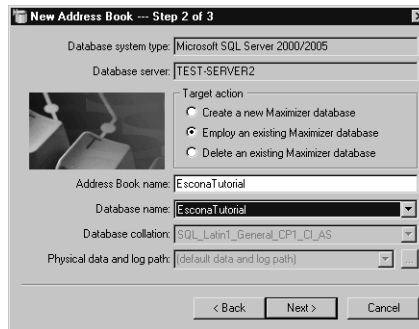 New Address Book --- Step 2 of 3
Database system type: Microsoft SQL Server 2000/2005
Database server: TEST-SERVER2
Target action
Create a new Maximizer database
Employ an existing Maximizer database
Delete an existing Maximizer database
Address Book name: EsconaTutorial
Database name: EsconaTutorial
Database collation: SQL_Latin1_General_CP1_CI_AS
Physical data and log path: (default data and log path) ...
< Back Next > Cancel